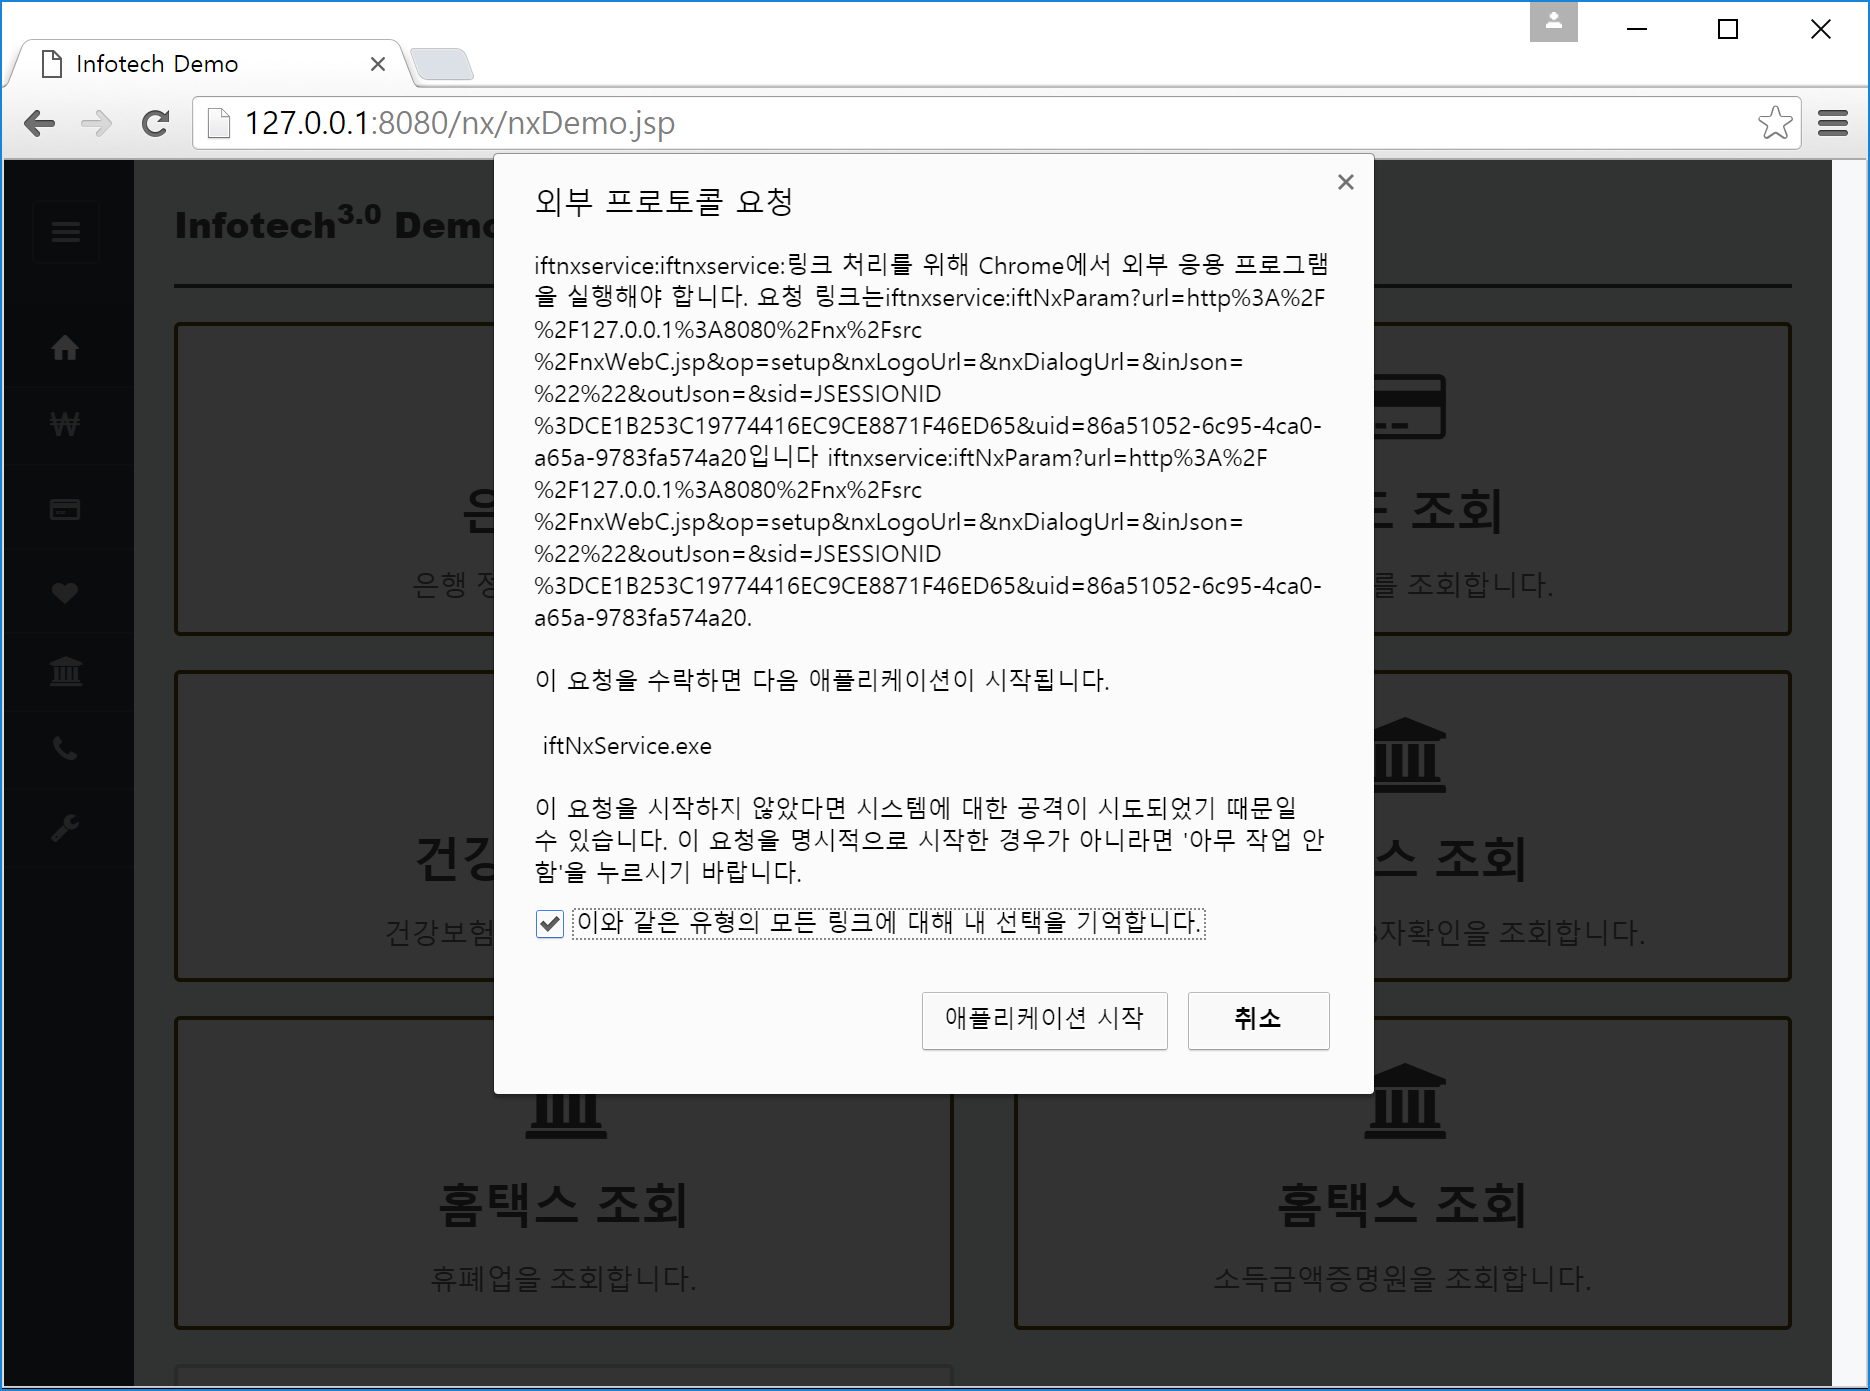 Infotech Demo
127.0.0.1:8080/nx/nxDemo.jsp
Infotech3.0 Demo
외부 프로토콜 요청
iftnxservice:iftnxservice:링크 처리를 위해 Chrome에서 외부 응용 프로그램
을 실행해야 합니다. 요청 링크는iftnxservice:iftNxParam?url=http%3A%2F
%2F127.0.0.1%3A8080%2Fnx%2Fsrc
%2FnxWebC.jsp&op=setup&nxLogoUrl=&nxDialogUrl=&inJson=
%22%22&outJson=&sid=JSESSIONID
%3DCE1B253C19774416EC9CE8871F46ED65&uid=86a51052-6c95-4ca0-
a65a-9783fa574a20입니다 iftnxservice:iftNxParam?url=http%3A%2F
%2F127.0.0.1%3A8080%2Fnx%2Fsrc
%2FnxWebC.jsp&op=setup&nxLogoUrl=&nxDialogUrl=&inJson=
%22%22&outJson=&sid=JSESSIONID
%3DCE1B253C19774416EC9CE8871F46ED65&uid=86a51052-6c95-4ca0-
a65a-9783fa574a20.
이 요청을 수락하면 다음 애플리케이션이 시작됩니다.
iftNxService.exe
이 요청을 시작하지 않았다면 시스템에 대한 공격이 시도되었기 때문일
수 있습니다. 이 요청을 명시적으로 시작한 경우가 아니라면 '아무 작업 안
함'을 누르시기 바랍니다.
이와 같은 유형의 모든 링크에 대해 내 선택을 기억합니다.
애플리케이션 시작
취소
은
은행
조회
를 조회합니다.
건강
건강보험
스 조회
자확인을 조회합니다.
홈택스 조회
휴폐업을 조회합니다.
홈택스 조회
소득금액증명원을 조회합니다.